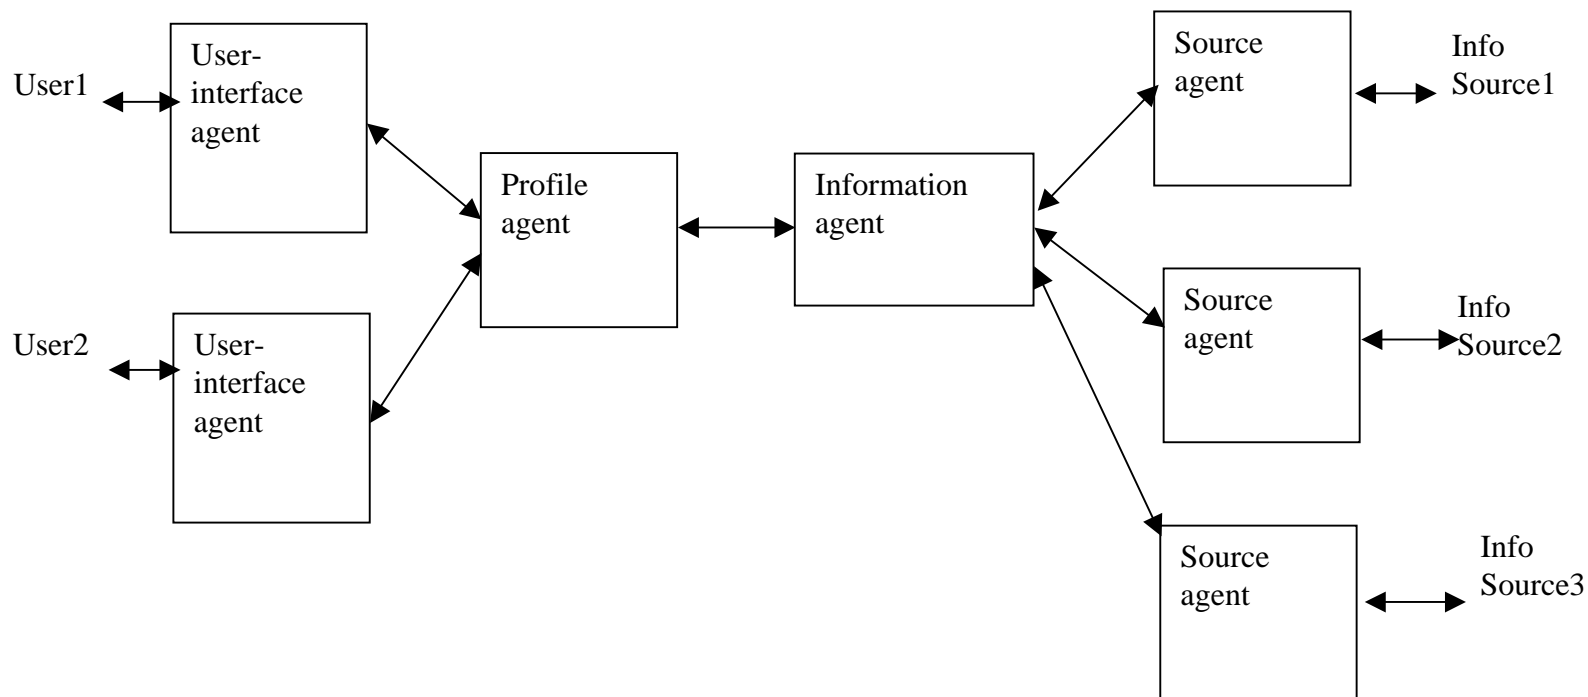 User1
User-
interface
agent
Profile
agent
Information
agent
Source
agent
Info
Source1
User2
User-
interface
agent
Source
agent
Info
Source2
Source
agent
Info
Source3